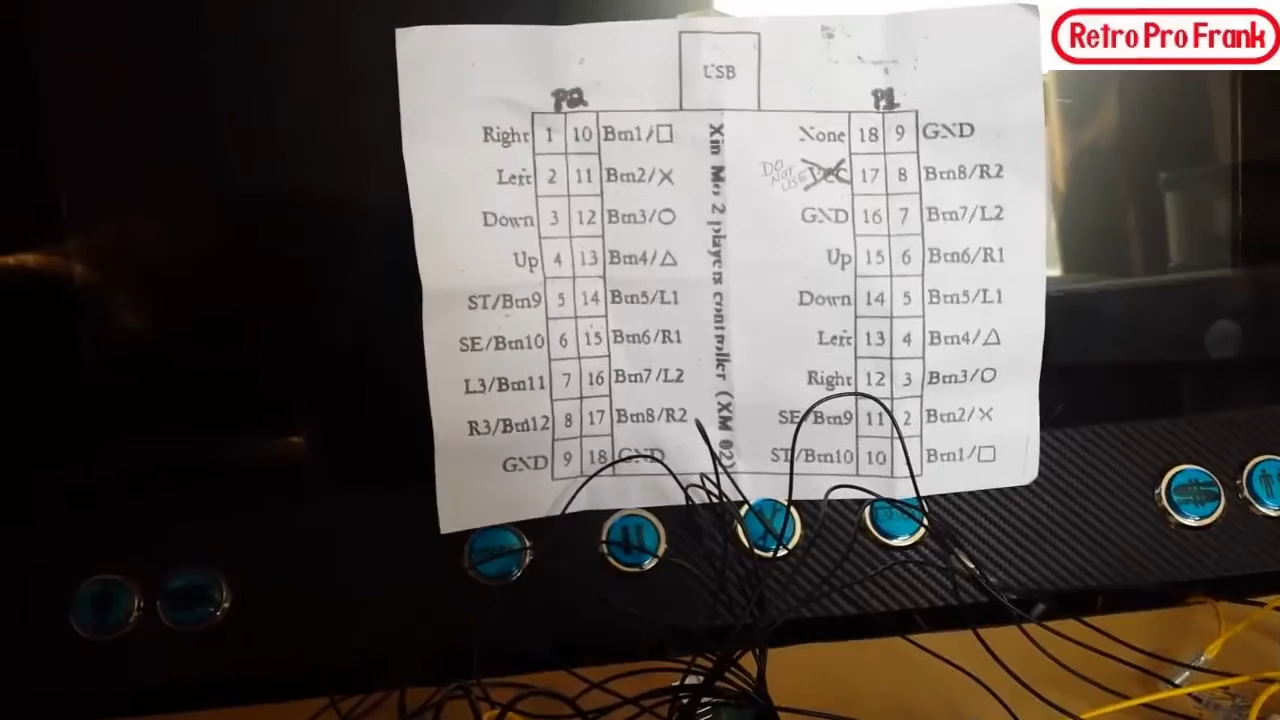 Retro Pro Frank
USB
P2
P1
Right 1 10 Btn1/□
Left 2 11 Btn2/X
Down 3 12 Btn3/O
Up 4 13 Btn4/△
ST/Btn9 5 14 Btn5/L1
SE/Btn10 6 15 Btn6/R1
L3/Btn11 7 16 Btn7/L2
R3/Btn12 8 17 Btn8/R2
GND 9 18 GND
Xin Mo 2 players controller (XM 02)
None 18 9 GND
DO NOT USE 17 8 Btn8/R2
GND 16 7 Btn7/L2
Up 15 6 Btn6/R1
Down 14 5 Btn5/L1
Left 13 4 Btn4/△
Right 12 3 Btn3/O
SE/Btn9 11 2 Btn2/X
ST/Btn10 10 Btn1/□